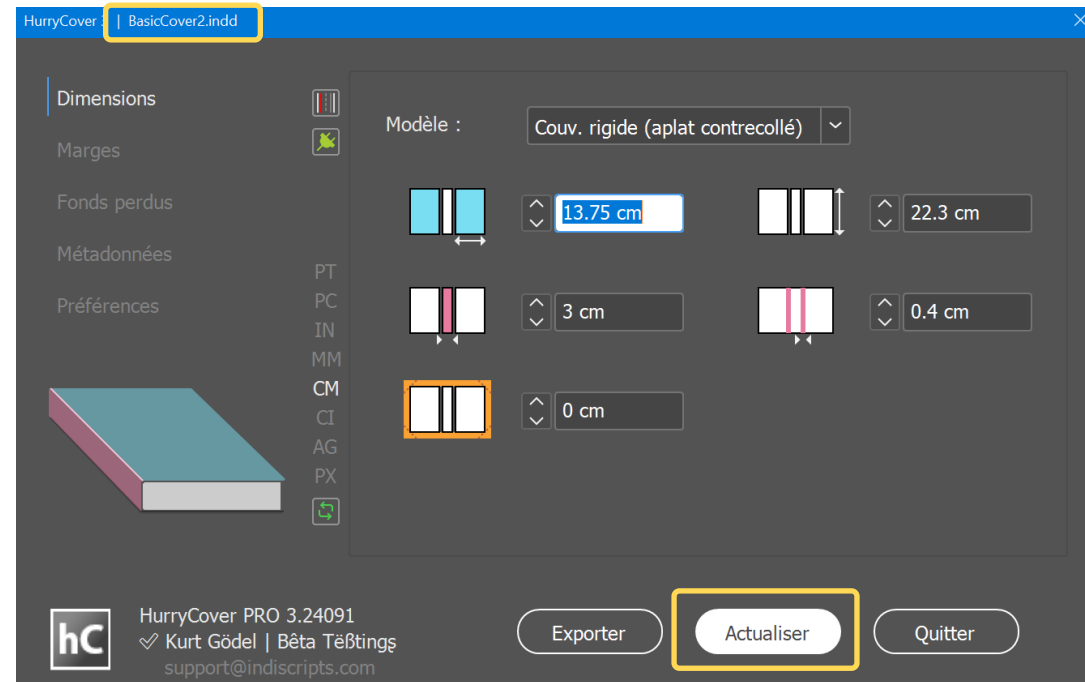 HurryCover 3 | BasicCover2.indd
Dimensions
Marges
Fonds perdus
Métadonnées
Préférences
PT
PC
IN
MM
CM
CI
AG
PX
Modèle :
Couv. rigide (aplat contrecollé)
13.75 cm
22.3 cm
3 cm
0.4 cm
0 cm
hC
HurryCover PRO 3.24091
Kurt Gödel | Bêta Tëßtingş
support@indiscripts.com
Exporter
Actualiser
Quitter